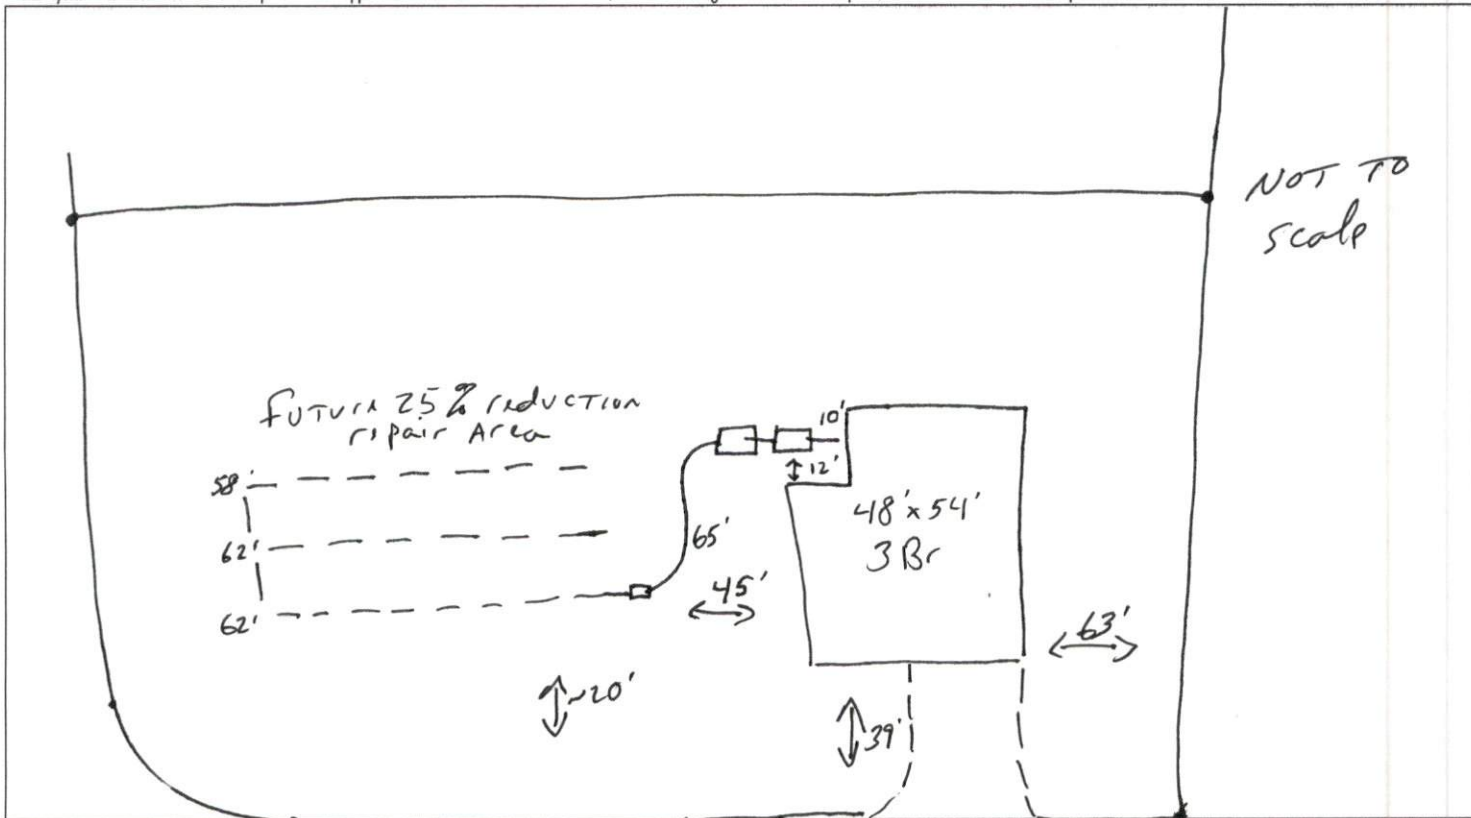 NOT TO
scale
Future 25% reduction
repair Area
10'
12'
58'
48' x 54'
3 Br
62'
65'
45'
62'
63'
~20'
39'